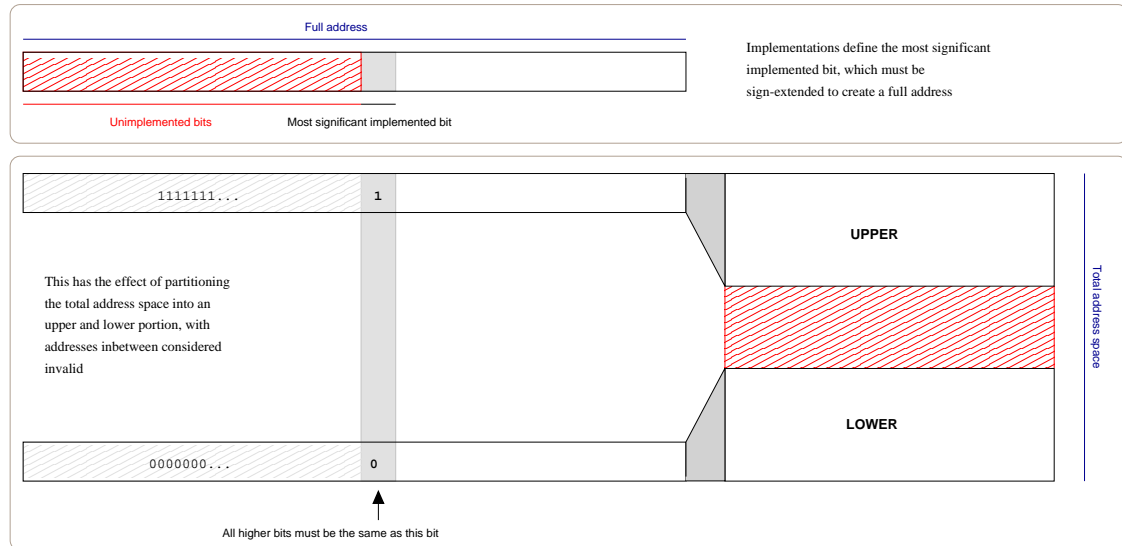 Full address
Implementations define the most significant
implemented bit, which must be
sign-extended to create a full address
Unimplemented bits
Most significant implemented bit
1111111...
1
UPPER
This has the effect of partitioning
the total address space into an
upper and lower portion, with
addresses inbetween considered
invalid
Total address space
LOWER
0000000...
0
All higher bits must be the same as this bit